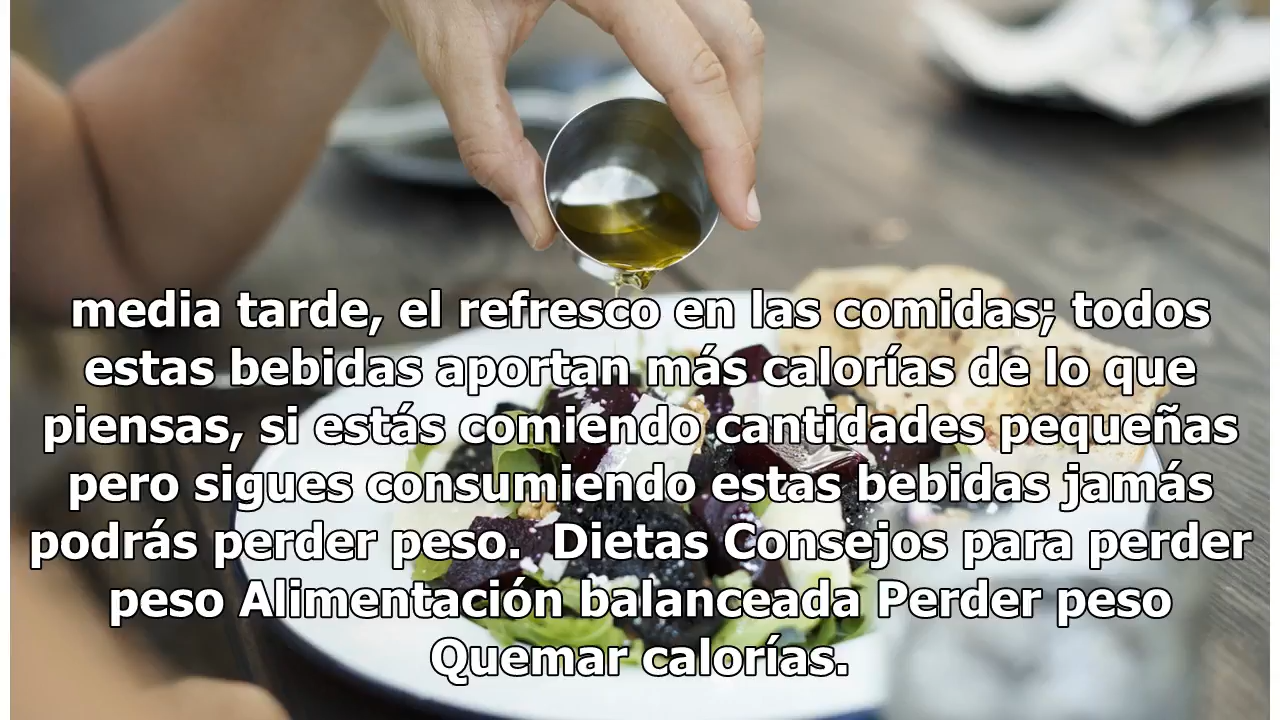 media tarde, el refresco en las comidas; todos
estas bebidas aportan más calorías de lo que
piensas, si estás comiendo cantidades pequeñas
pero sigues consumiendo estas bebidas jamás
podrás perder peso.  Dietas Consejos para perder
peso Alimentación balanceada Perder peso
Quemar calorías.